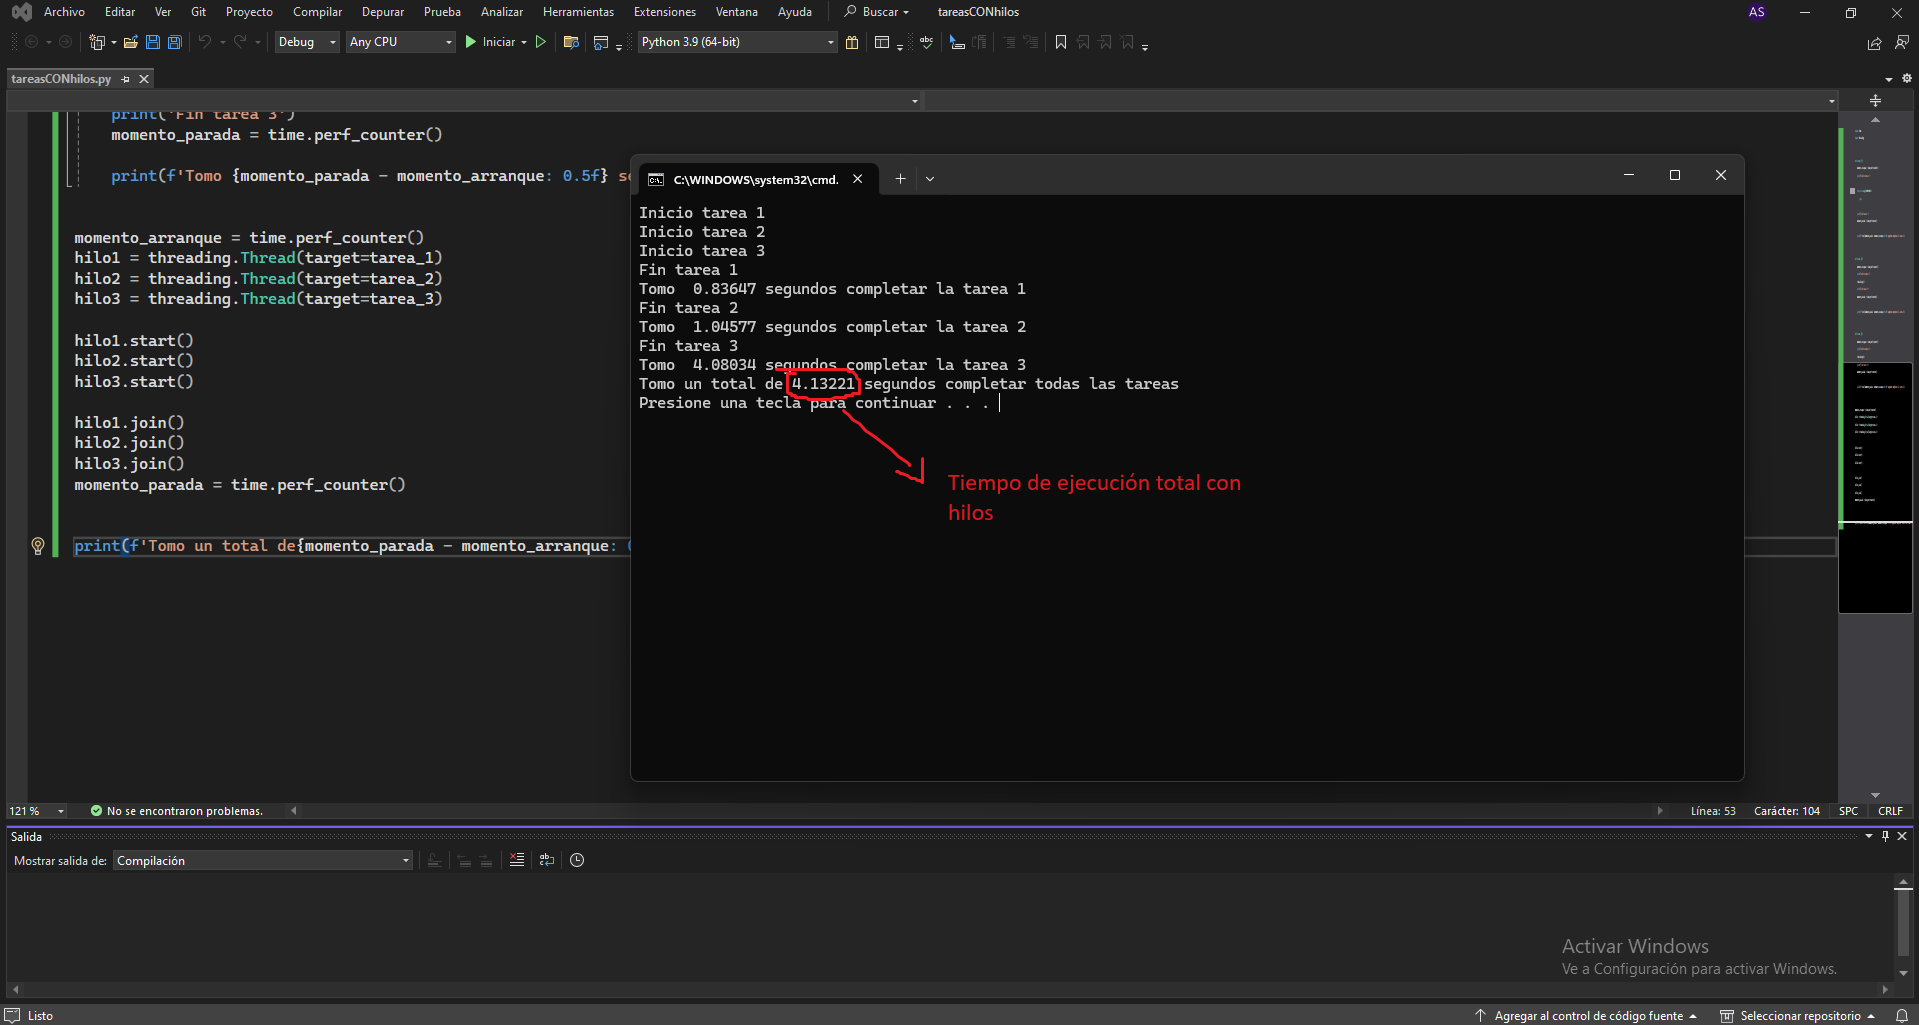 Archivo Editar Ver Git Proyecto Compilar Depurar Prueba Analizar Herramientas Extensiones Ventana Ayuda Buscar tareasCONhilos AS
Debug Any CPU Iniciar Python 3.9 (64-bit)
tareasCONhilos.py
print('Fin tarea 3')
momento_parada = time.perf_counter()
print(f'Tomo {momento_parada - momento_arranque: 0.5f} se
momento_arranque = time.perf_counter()
hilo1 = threading.Thread(target=tarea_1)
hilo2 = threading.Thread(target=tarea_2)
hilo3 = threading.Thread(target=tarea_3)
hilo1.start()
hilo2.start()
hilo3.start()
hilo1.join()
hilo2.join()
hilo3.join()
momento_parada = time.perf_counter()
print(f'Tomo un total de{momento_parada - momento_arranque: 0
C:\WINDOWS\system32\cmd.
Inicio tarea 1
Inicio tarea 2
Inicio tarea 3
Fin tarea 1
Tomo  0.83647 segundos completar la tarea 1
Fin tarea 2
Tomo  1.04577 segundos completar la tarea 2
Fin tarea 3
Tomo  4.08034 segundos completar la tarea 3
Tomo un total de 4.13221 segundos completar todas las tareas
Presione una tecla para continuar . . .
Tiempo de ejecución total con
hilos
121 % No se encontraron problemas. Línea: 53 Carácter: 104 SPC CRLF
Salida
Mostrar salida de: Compilación
Activar Windows
Ve a Configuración para activar Windows.
Listo Agregar al control de código fuente Seleccionar repositorio